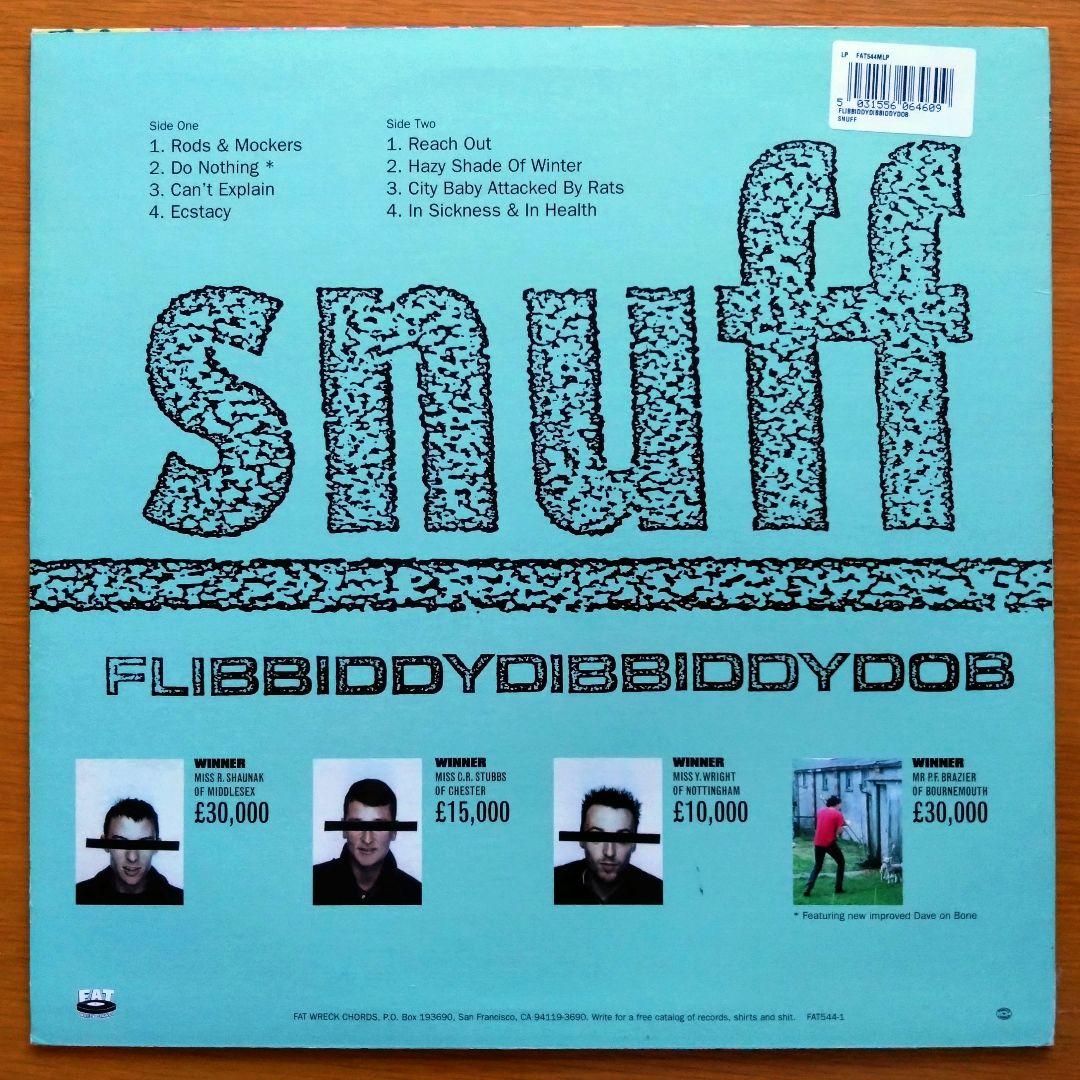 LP FAT544MLP
5 031556 064609
FLIBBIDDYDIBBIDDYDOB
SNUFF
Side One
1. Rods & Mockers
2. Do Nothing *
3. Can't Explain
4. Ecstacy
Side Two
1. Reach Out
2. Hazy Shade Of Winter
3. City Baby Attacked By Rats
4. In Sickness & In Health
snuff
FLIBBIDDYDIBBIDDYDOB
WINNER
MISS R. SHAUNAK
OF MIDDLESEX
£30,000
WINNER
MISS C.R. STUBBS
OF CHESTER
£15,000
WINNER
MISS Y. WRIGHT
OF NOTTINGHAM
£10,000
WINNER
MR P.F. BRAZIER
OF BOURNEMOUTH
£30,000
* Featuring new improved Dave on Bone
FAT
FAT WRECK CHORDS, P.O. Box 193690, San Francisco, CA 94119-3690. Write for a free catalog of records, shirts and shit. FAT544-1